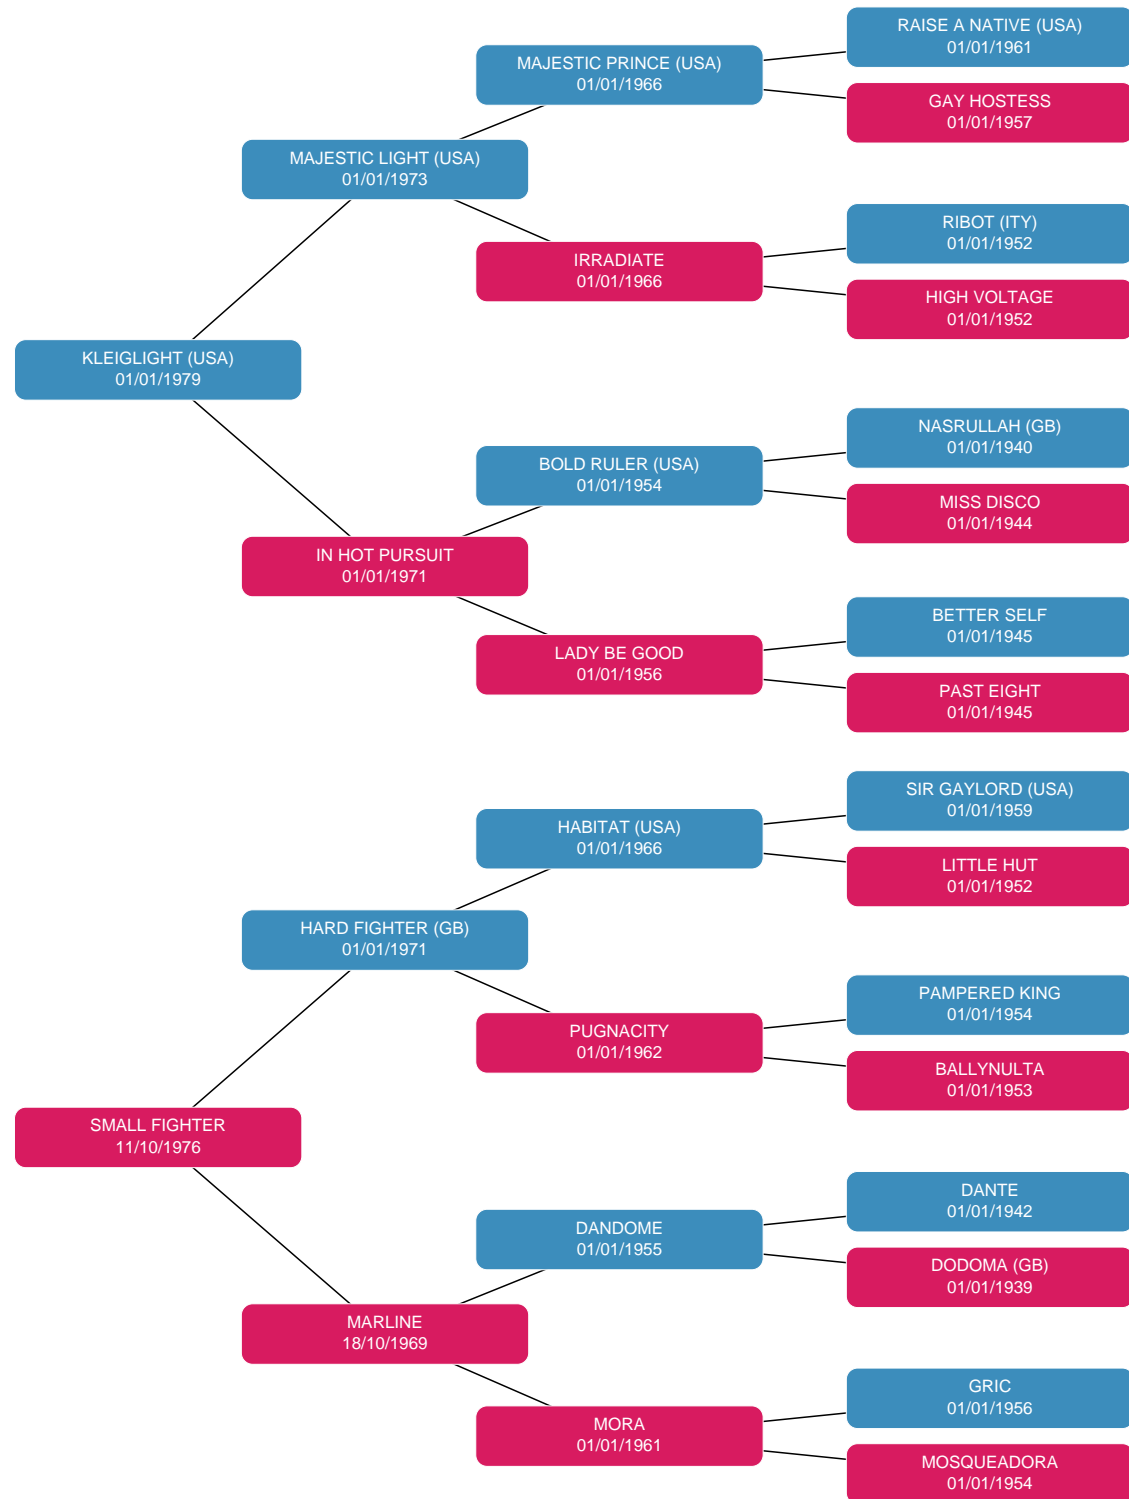 RAISE A NATIVE (USA)
01/01/1961
MAJESTIC PRINCE (USA)
01/01/1966
GAY HOSTESS
01/01/1957
MAJESTIC LIGHT (USA)
01/01/1973
RIBOT (ITY)
01/01/1952
IRRADIATE
01/01/1966
HIGH VOLTAGE
01/01/1952
KLEIGLIGHT (USA)
01/01/1979
NASRULLAH (GB)
01/01/1940
BOLD RULER (USA)
01/01/1954
MISS DISCO
01/01/1944
IN HOT PURSUIT
01/01/1971
BETTER SELF
01/01/1945
LADY BE GOOD
01/01/1956
PAST EIGHT
01/01/1945
SIR GAYLORD (USA)
01/01/1959
HABITAT (USA)
01/01/1966
LITTLE HUT
01/01/1952
HARD FIGHTER (GB)
01/01/1971
PAMPERED KING
01/01/1954
PUGNACITY
01/01/1962
BALLYNULTA
01/01/1953
SMALL FIGHTER
11/10/1976
DANTE
01/01/1942
DANDOME
01/01/1955
DODOMA (GB)
01/01/1939
MARLINE
18/10/1969
GRIC
01/01/1956
MORA
01/01/1961
MOSQUEADORA
01/01/1954